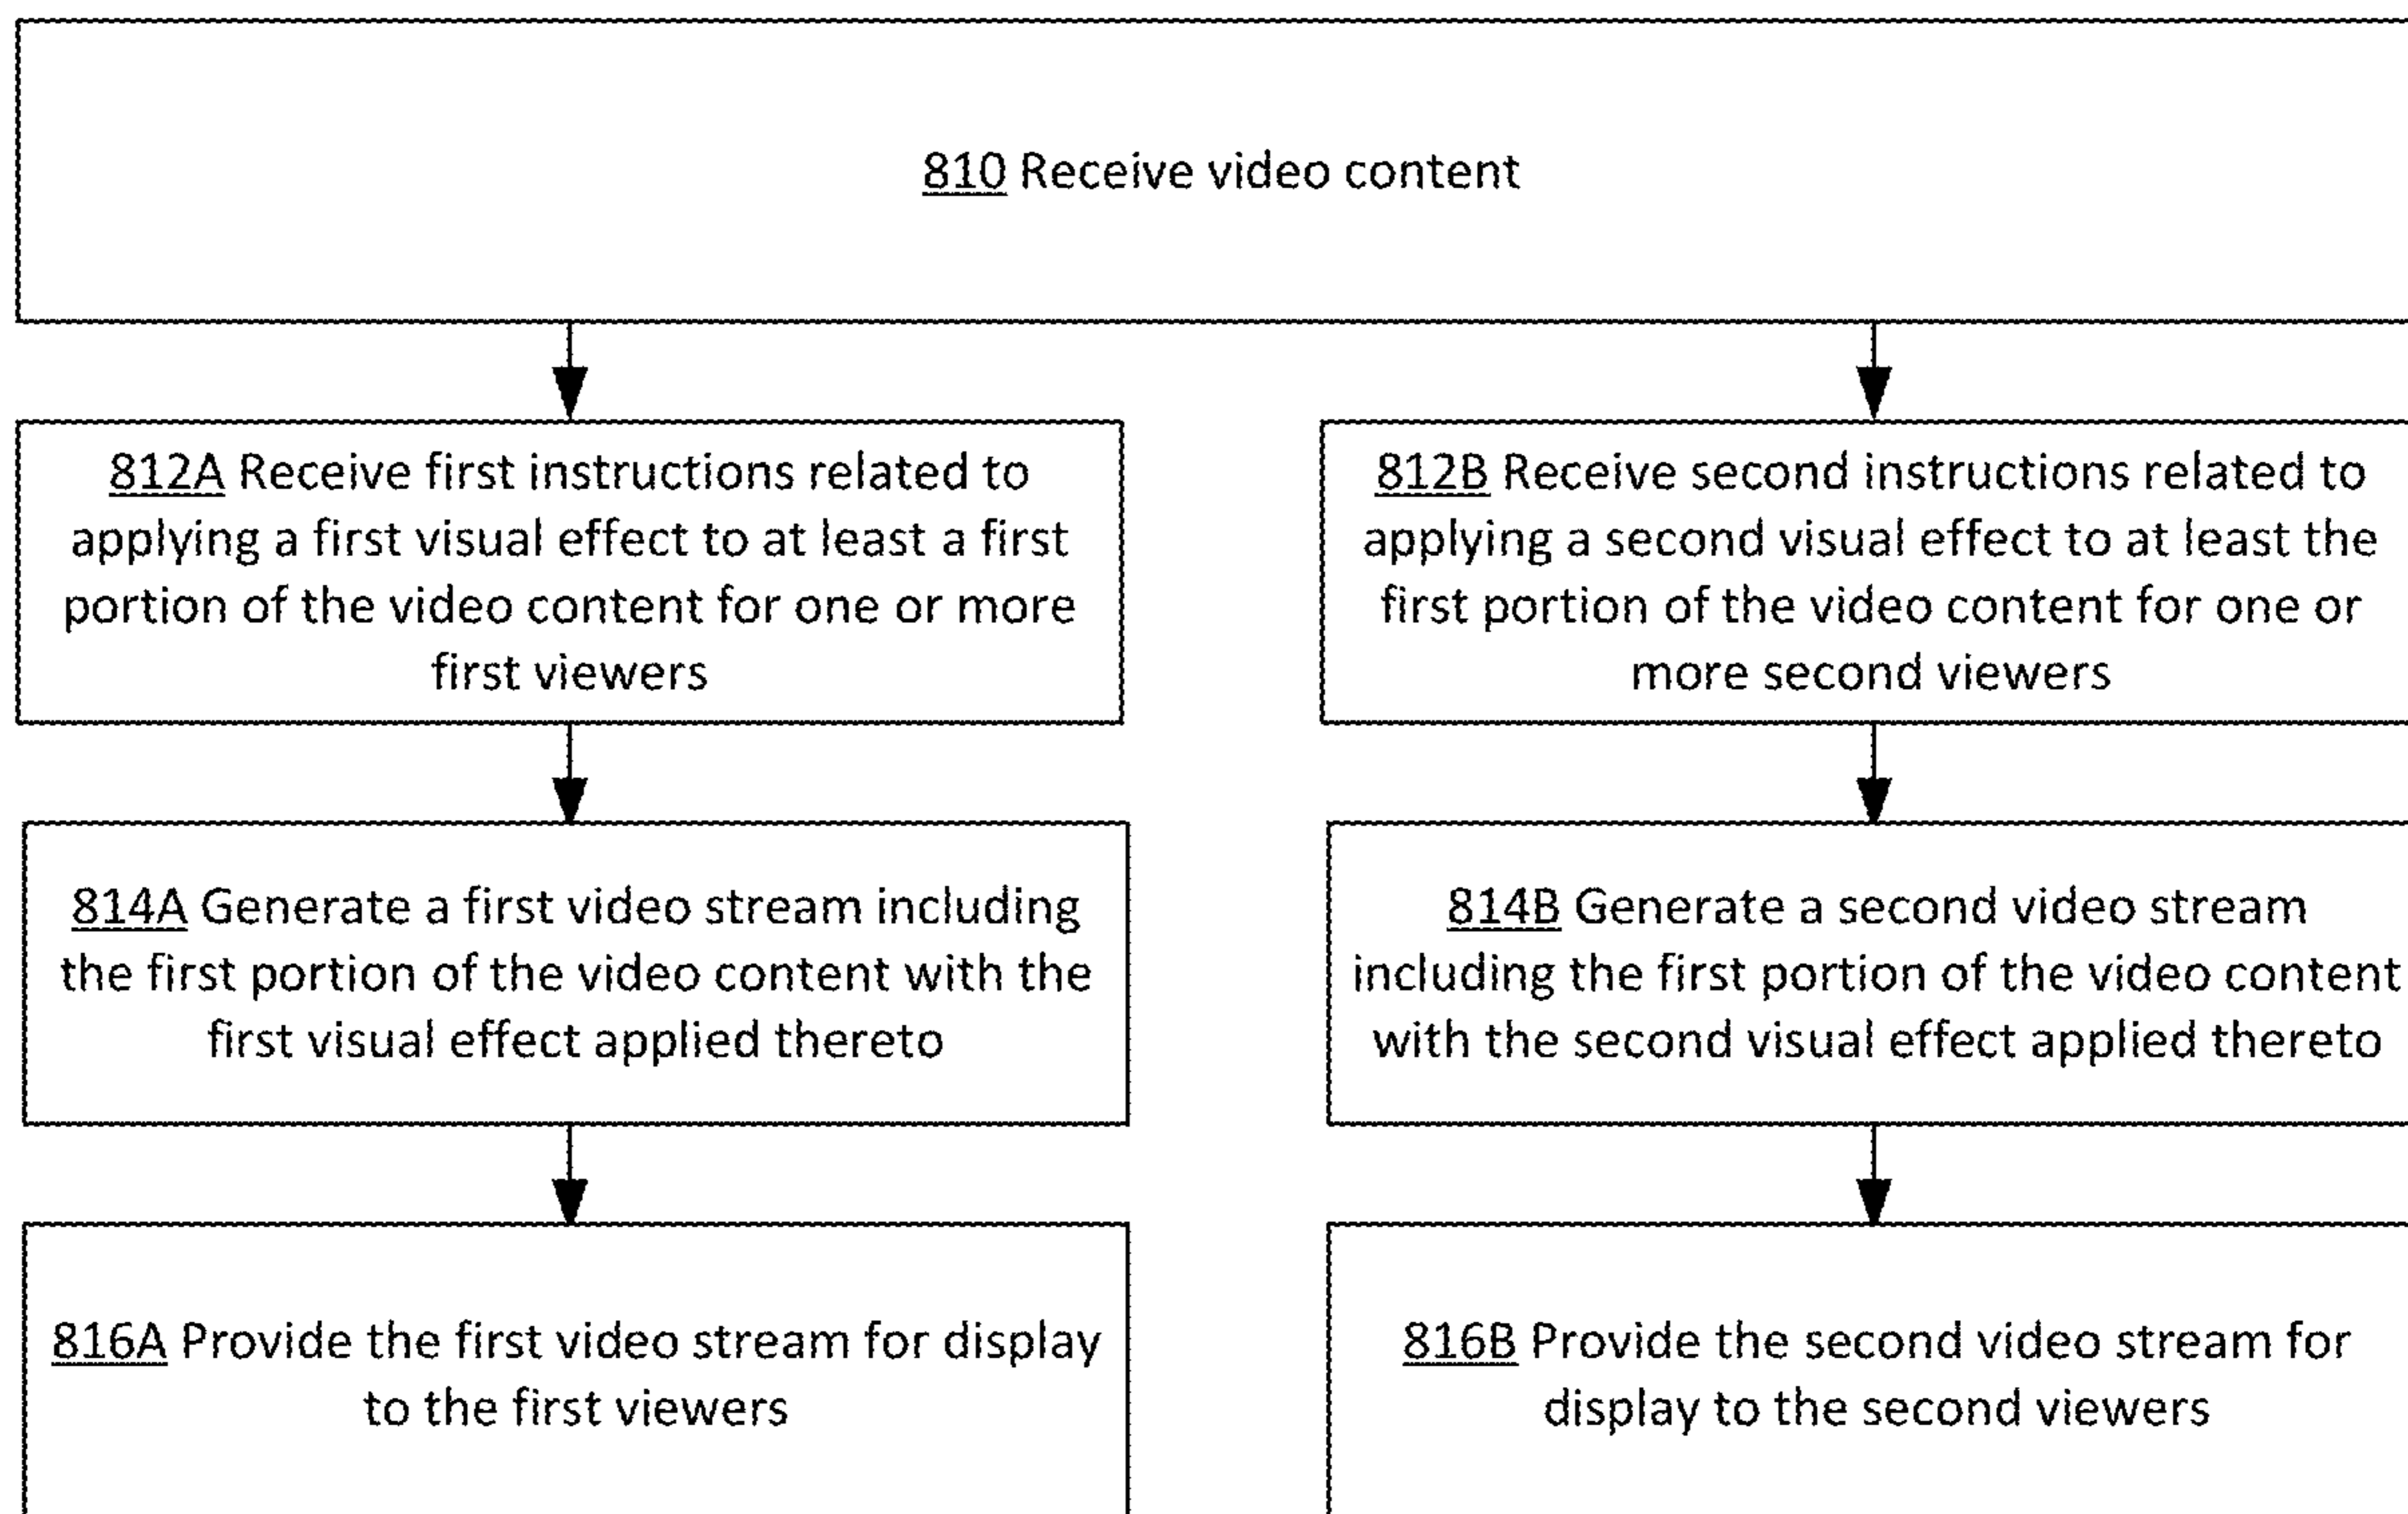 810 Receive video content
812A Receive first instructions related to
applying a first visual effect to at least a first
portion of the video content for one or more
first viewers
812B Receive second instructions related to
applying a second visual effect to at least the
first portion of the video content for one or
more second viewers
814A Generate a first video stream including
the first portion of the video content with the
first visual effect applied thereto
814B Generate a second video stream
including the first portion of the video content
with the second visual effect applied thereto
816A Provide the first video stream for display
to the first viewers
816B Provide the second video stream for
display to the second viewers